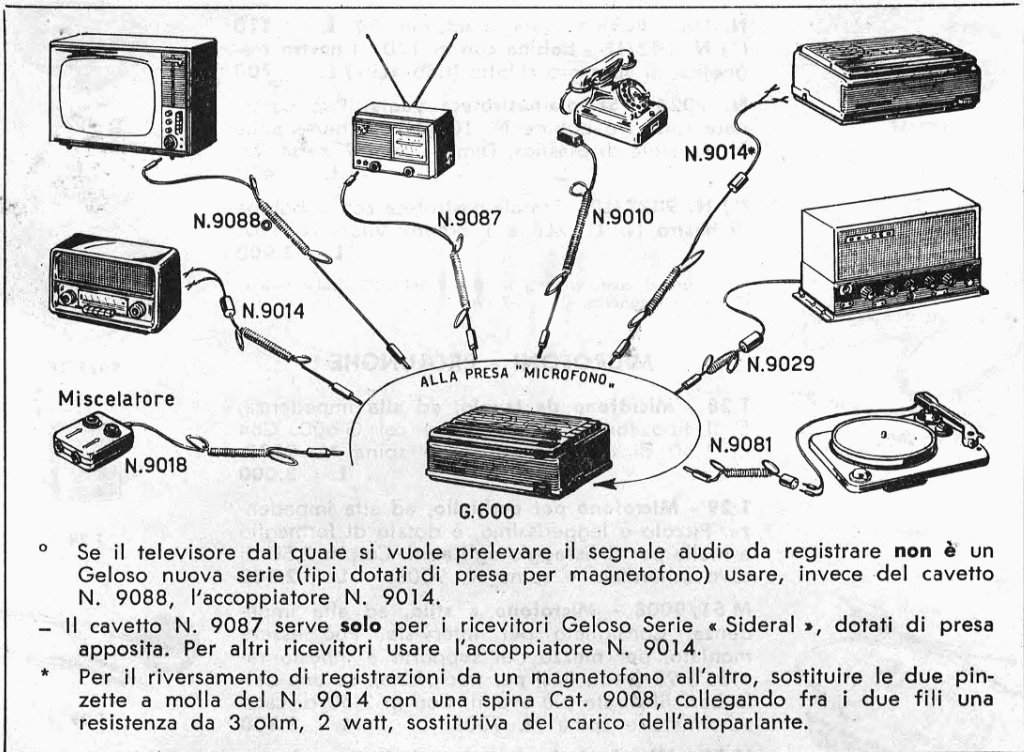 N.9014*
N.9088°
N.9087
N.9010
GELOSO
N.9014
N.9029
ALLA PRESA "MICROFONO„
Miscelatore
N.9018
N.9081
G.600
° Se il televisore dal quale si vuole prelevare il segnale audio da registrare non è un
Geloso nuova serie (tipi dotati di presa per magnetofono) usare, invece del cavetto
N. 9088, l'accoppiatore N. 9014.
– Il cavetto N. 9087 serve solo per i ricevitori Geloso Serie « Sideral », dotati di presa
apposita. Per altri ricevitori usare l'accoppiatore N. 9014.
* Per il riversamento di registrazioni da un magnetofono all'altro, sostituire le due pin-
zette a molla del N. 9014 con una spina Cat. 9008 collegando fra i due fili una
resistenza da 3 ohm, 2 watt, sostitutiva del carico dell'altoparlante.